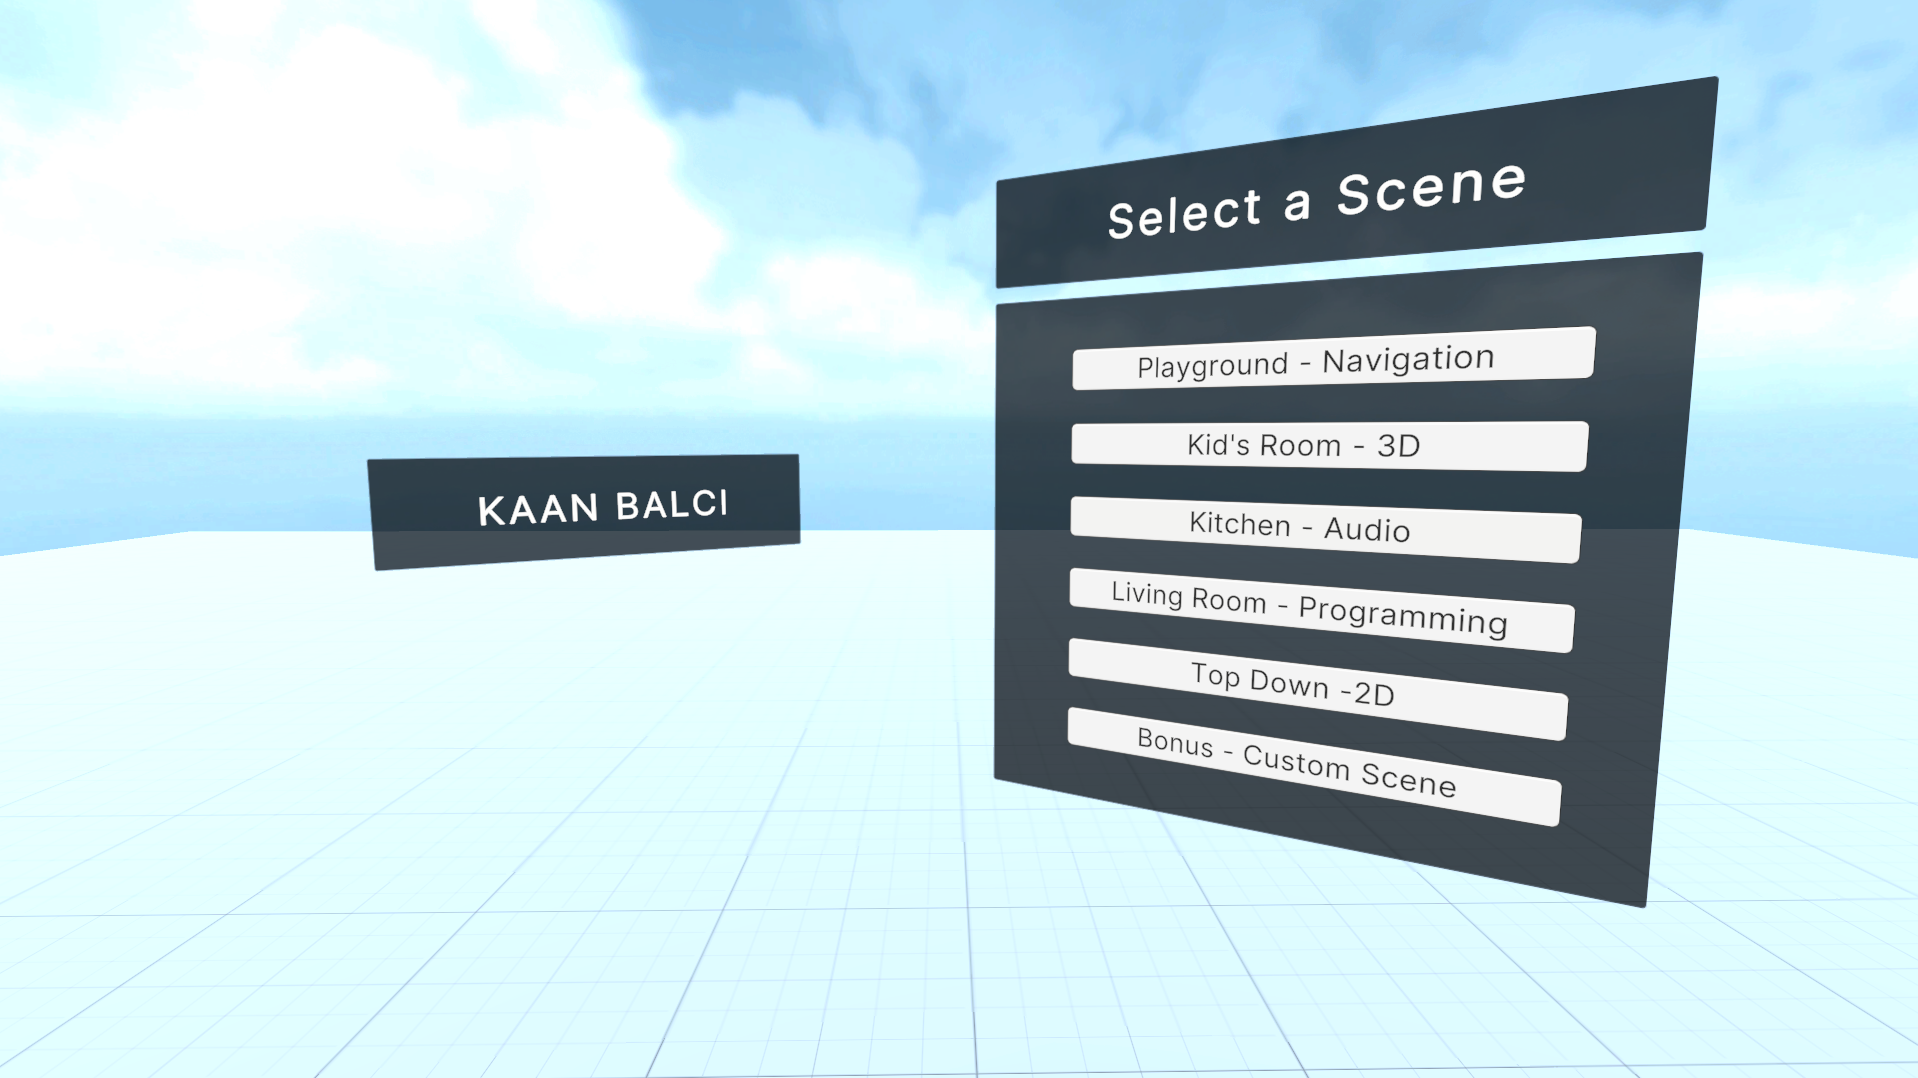 Select a Scene
Playground - Navigation
Kid's Room - 3D
Kitchen - Audio
Living Room - Programming
Top Down -2D
Bonus - Custom Scene
KAAN BALCI